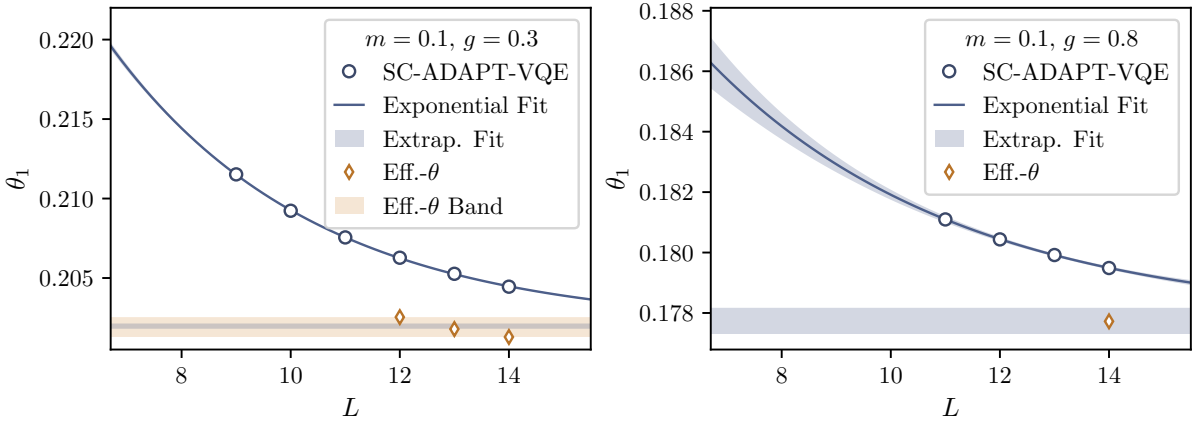 0.220
0.215
0.210
0.205
θ₁
8
10
12
14
L
m = 0.1, g = 0.3
SC-ADAPT-VQE
Exponential Fit
Extrap. Fit
Eff.-θ
Eff.-θ Band
0.188
0.186
0.184
0.182
0.180
0.178
θ₁
8
10
12
14
L
m = 0.1, g = 0.8
SC-ADAPT-VQE
Exponential Fit
Extrap. Fit
Eff.-θ